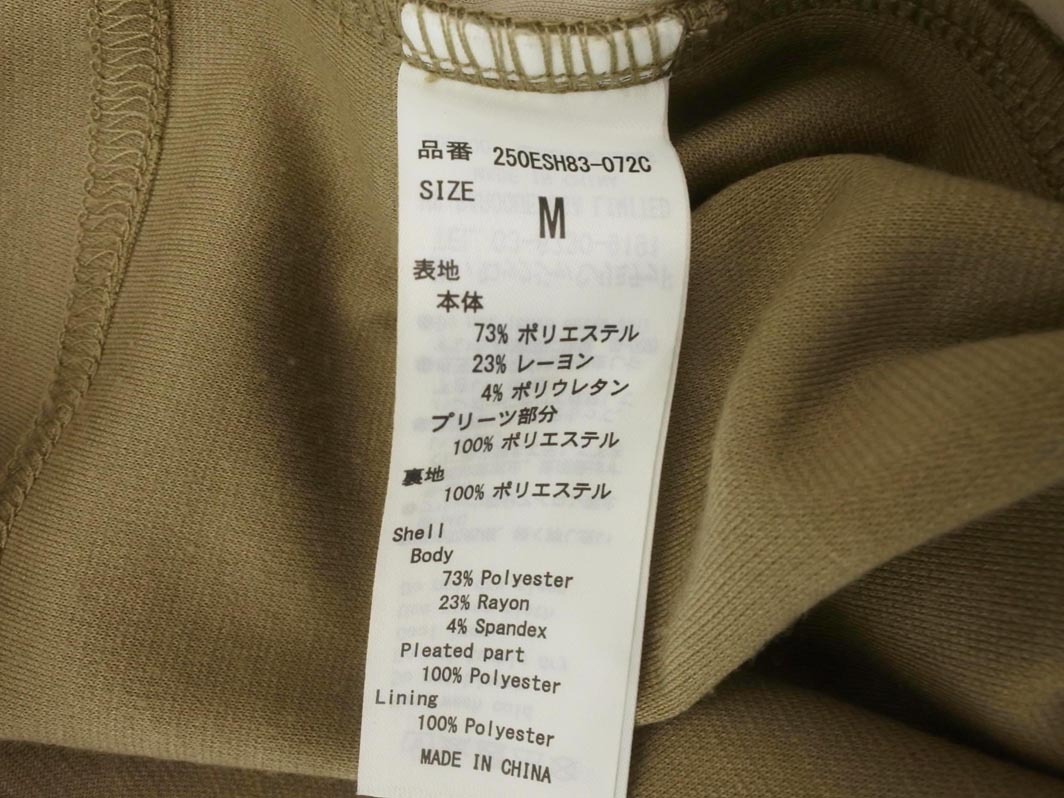 品番 250ESH83-072C
SIZE M
表地
本体
73% ポリエステル
23% レーヨン
4% ポリウレタン
プリーツ部分
100% ポリエステル
裏地
100% ポリエステル
Shell
Body
73% Polyester
23% Rayon
4% Spandex
Pleated part
100% Polyester
Lining
100% Polyester
MADE IN CHINA